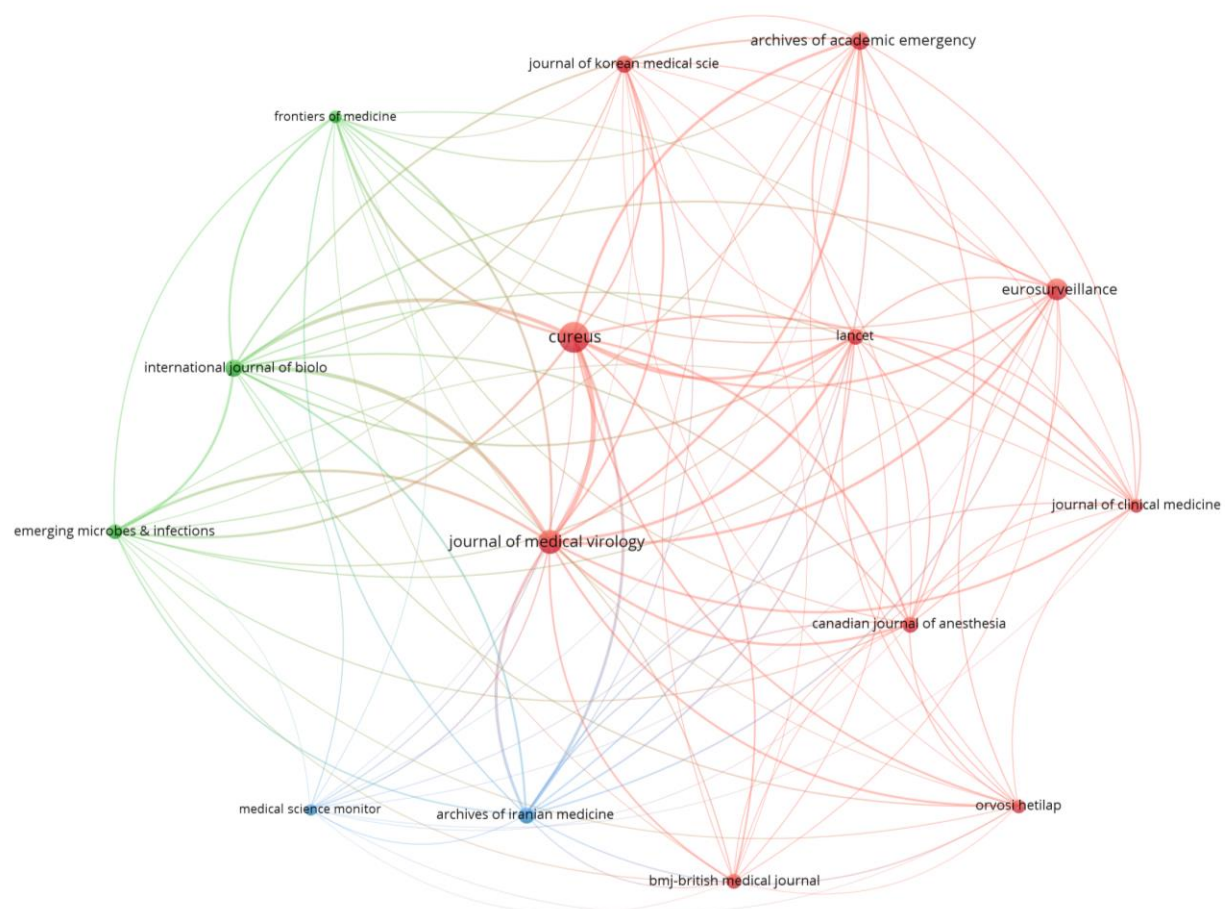 archives of academic emergency
journal of korean medical scie
frontiers of medicine
eurosurveillance
cureus
lancet
international journal of biolo
journal of clinical medicine
emerging microbes & infections
journal of medical virology
canadian journal of anesthesia
medical science monitor
archives of iranian medicine
orvosi hetilap
bmj-british medical journal